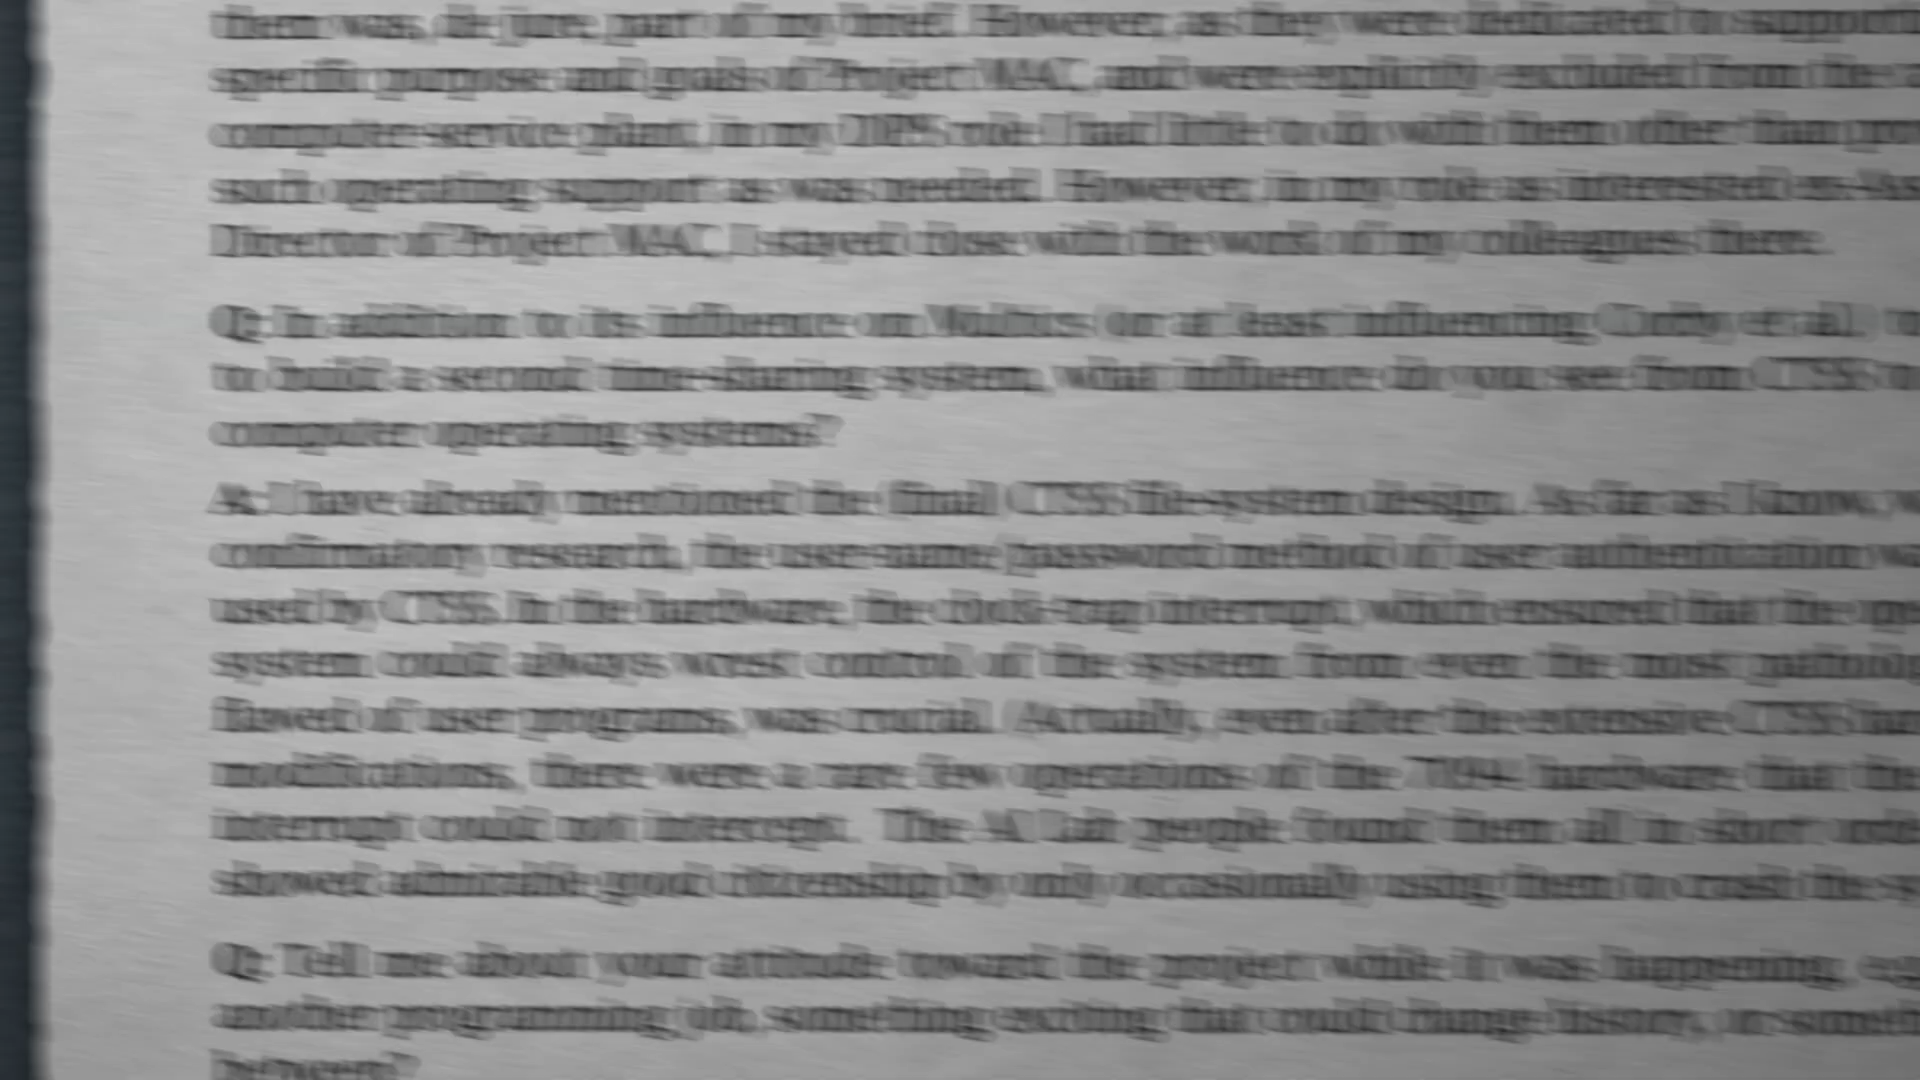 them was, de jure, part of my brief. However, as they were dedicated to support
specific purpose and goals of Project MAC, and were explicitly excluded from the
computer-service plant, in my DIPS role I had little to do with them other than
such operating support as was needed. However, in my role as interested
Director of Project MAC, I stayed close with the work of my colleagues there.
Q: In addition to its influence on Multics (or at least influencing Corby et al.
to build a second time-sharing system, what influence do you see from CTSS
computer operating systems?
A: I have already mentioned the (final) CTSS file-system design. As far as I know,
confirmatory research, the user-name/password method of user authentication
used by CTSS. In the hardware, the clock-trap interrupt, which ensured that the
system could always wrest control of the system from even the most
flawed of user programs, was crucial. (Actually, even after the extensive CTSS
modifications, there were a rare few operations of the 7094 hardware that the
interrupt could not intercept. The AI Lab people found them all in short
showed admirable good citizenship by only occasionally using them to crash the
Q: Tell me about your attitude toward the project while it was happening,
another programming job, something exciting that could change history, or
between?